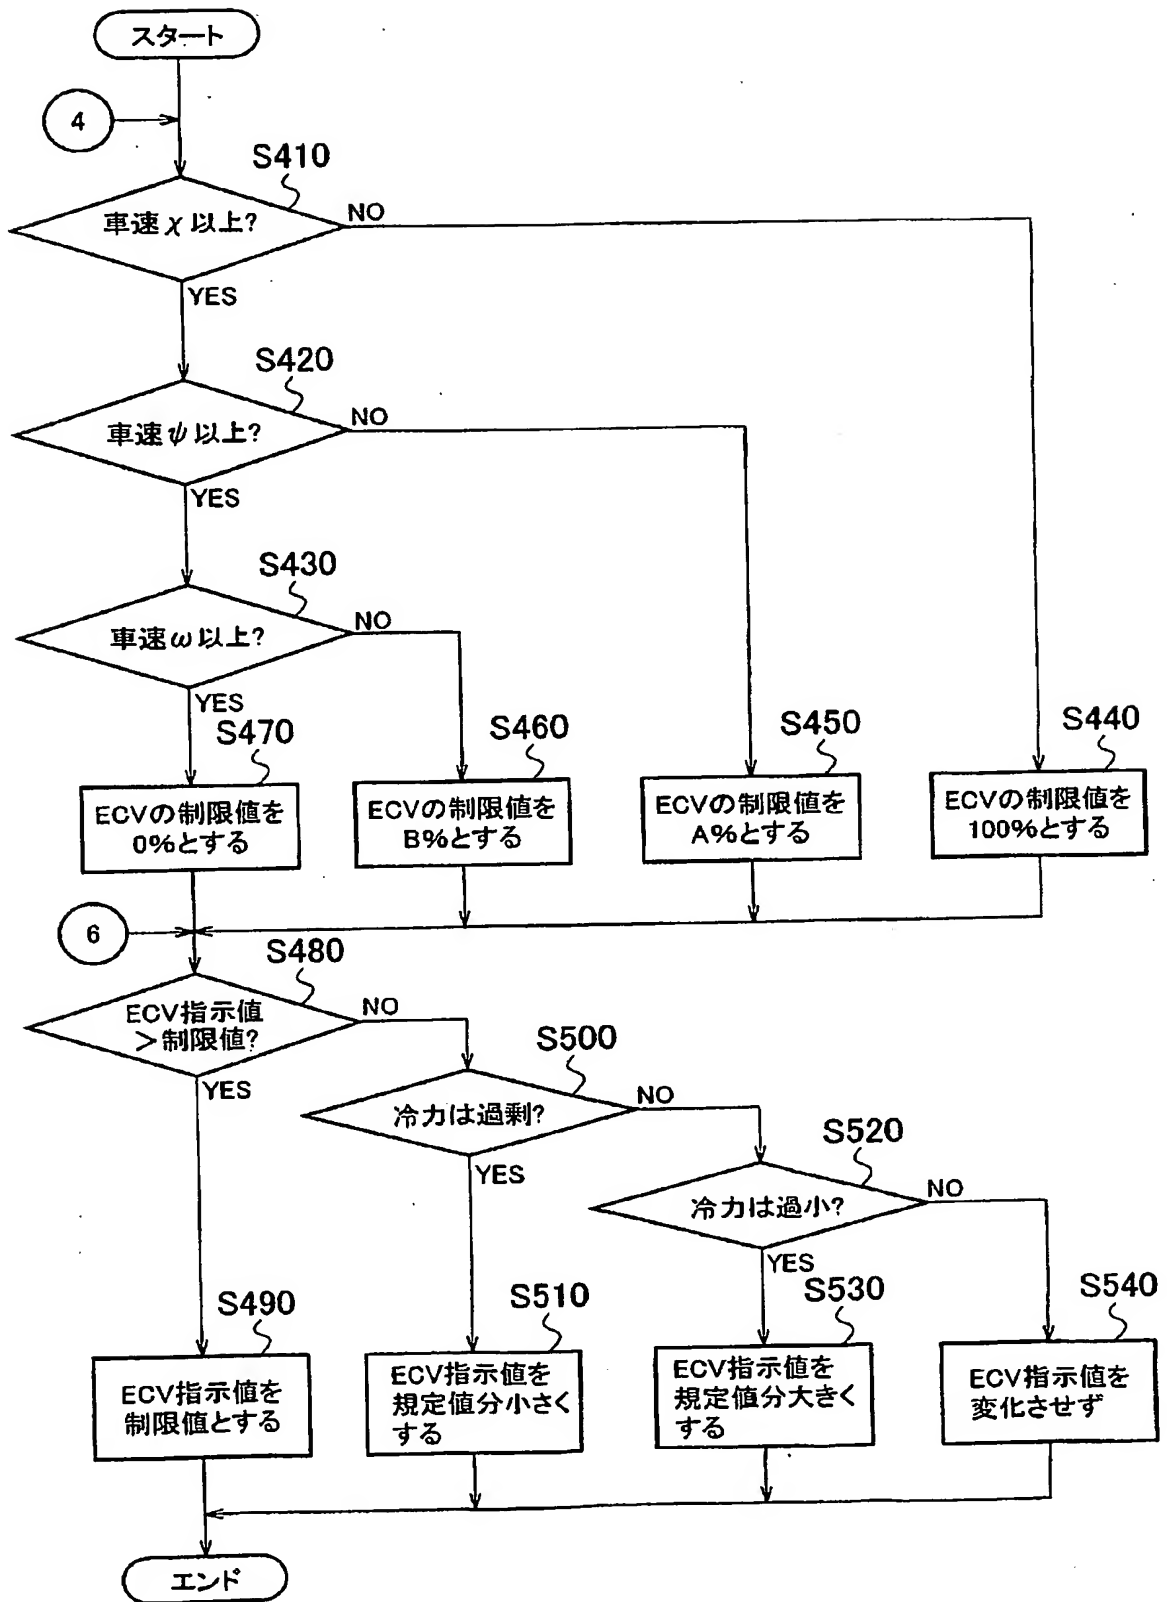 スタート
4
S410
車速χ以上?
NO
YES
S420
車速ψ以上?
NO
YES
S430
車速ω以上?
NO
YES
S470
S460
S450
S440
ECVの制限値を
0%とする
ECVの制限値を
B%とする
ECVの制限値を
A%とする
ECVの制限値を
100%とする
6
S480
ECV指示値
>制限値?
NO
YES
S500
冷力は過剰?
NO
YES
S520
冷力は過小?
NO
YES
S490
S510
S530
S540
ECV指示値を
制限値とする
ECV指示値を
規定値分小さく
する
ECV指示値を
規定値分大きく
する
ECV指示値を
変化させず
エンド